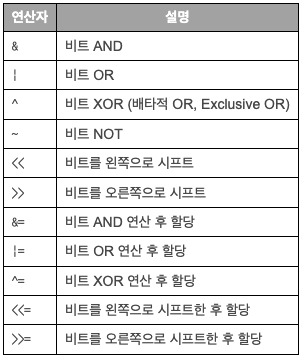 연산자 설명
& 비트 AND
| 비트 OR
^ 비트 XOR (배타적 OR, Exclusive OR)
~ 비트 NOT
<< 비트를 왼쪽으로 시프트
>> 비트를 오른쪽으로 시프트
&= 비트 AND 연산 후 할당
|= 비트 OR 연산 후 할당
^= 비트 XOR 연산 후 할당
<<= 비트를 왼쪽으로 시프트한 후 할당
>>= 비트를 오른쪽으로 시프트한 후 할당